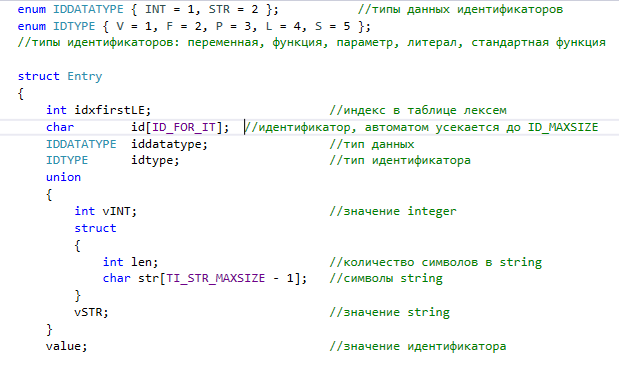 enum IDDATATYPE { INT = 1, STR = 2 };           //типы данных идентификаторов
enum IDTYPE { V = 1, F = 2, P = 3, L = 4, S = 5 };
//типы идентификаторов: переменная, функция, параметр, литерал, стандартная функция

struct Entry
{
    int idxfirstLE;                         //индекс в таблице лексем
    char        id[ID_FOR_IT];  //идентификатор, автоматом усекается до ID_MAXSIZE
    IDDATATYPE  iddatatype;                 //тип данных
    IDTYPE      idtype;                     //тип идентификатора
    union
    {
        int vINT;                           //значение integer
        struct
        {
            int len;                        //количество символов в string
            char str[TI_STR_MAXSIZE - 1];   //символы string
        }
        vSTR;                               //значение string
    }
    value;                                  //значение идентификатора